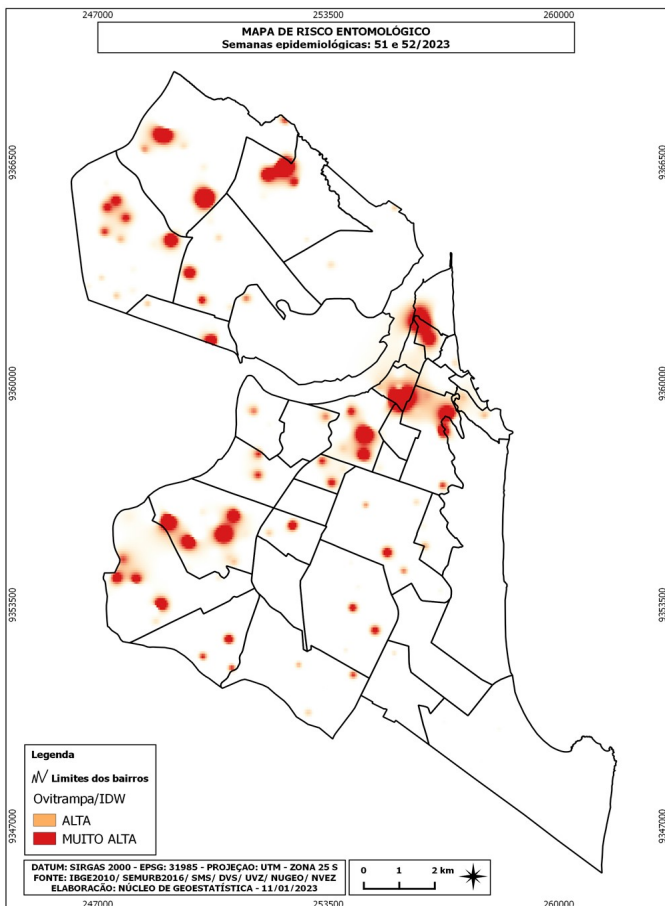 247000 253500 260000
MAPA DE RISCO ENTOMOLÓGICO
Semanas epidemiológicas: 51 e 52/2023
9366500 9366500
9360000 9360000
9353500 9353500
9347000 9347000
Legenda
Limites dos bairros
Ovitrampa/IDW
ALTA
MUITO ALTA
DATUM: SIRGAS 2000 - EPSG: 31985 - PROJEÇAO: UTM - ZONA 25 S
FONTE: IBGE2010/ SEMURB2016/ SMS/ DVS/ UVZ/ NUGEO/ NVEZ
ELABORACÃO: NÚCLEO DE GEOESTATÍSTICA - 11/01/2023
0 1 2 km
247000 253500 260000